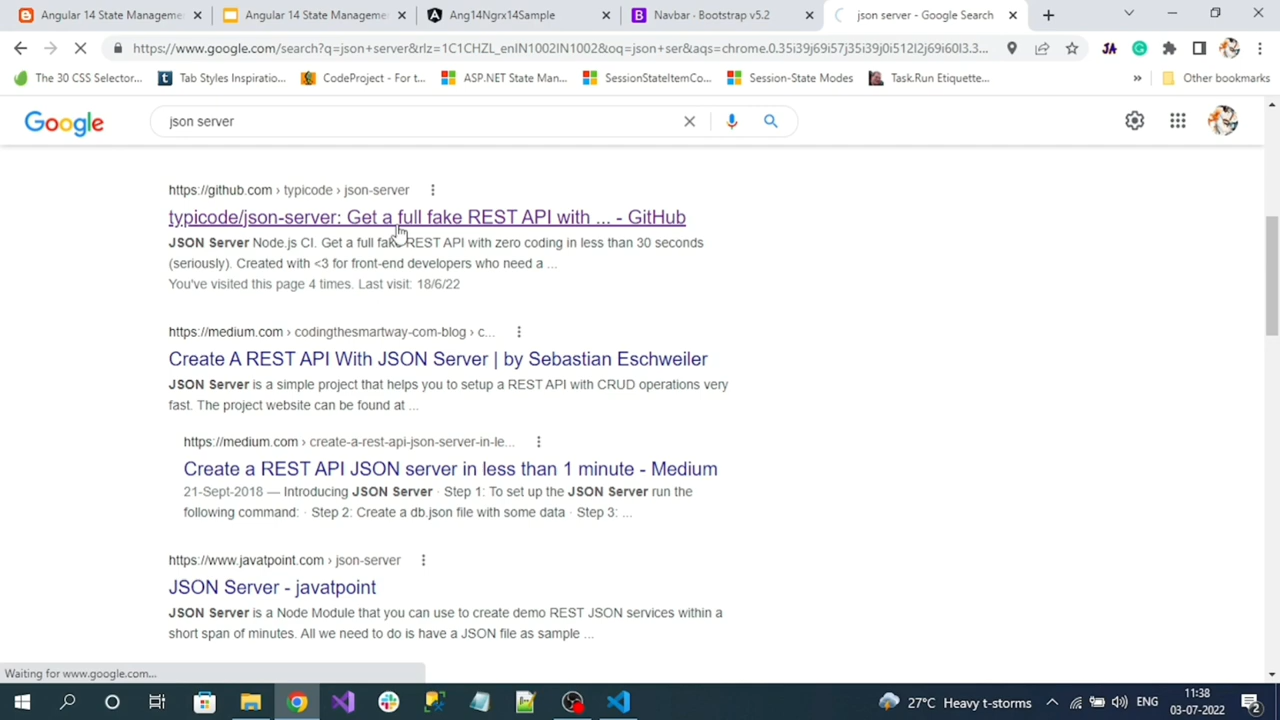 Angular 14 State Manageme
Angular 14 State Manageme
Ang14Ngrx14Sample
Navbar · Bootstrap v5.2
json server - Google Search
https://www.google.com/search?q=json+server&rlz=1C1CHZL_enIN1002IN1002&oq=json+ser&aqs=chrome.0.35i39j69i57j35i39j0i512l2j69i60l3.3...
The 30 CSS Selector...
Tab Styles Inspiratio...
CodeProject - For t...
ASP.NET State Man...
SessionStateItemCo...
Session-State Modes
Task.Run Etiquette...
»
Other bookmarks
Google
json server
https://github.com › typicode › json-server
typicode/json-server: Get a full fake REST API with ... - GitHub
JSON Server Node.js CI. Get a full fake REST API with zero coding in less than 30 seconds
(seriously). Created with <3 for front-end developers who need a ...
You've visited this page 4 times. Last visit: 18/6/22
https://medium.com › codingthesmartway-com-blog › c...
Create A REST API With JSON Server | by Sebastian Eschweiler
JSON Server is a simple project that helps you to setup a REST API with CRUD operations very
fast. The project website can be found at ...
https://medium.com › create-a-rest-api-json-server-in-le...
Create a REST API JSON server in less than 1 minute - Medium
21-Sept-2018 — Introducing JSON Server · Step 1: To set up the JSON Server run the
following command: · Step 2: Create a db.json file with some data · Step 3: ...
https://www.javatpoint.com › json-server
JSON Server - javatpoint
JSON Server is a Node Module that you can use to create demo REST JSON services within a
short span of minutes. All we need to do is have a JSON file as sample ...
Waiting for www.google.com...
27°C Heavy t-storms
ENG
11:38
03-07-2022
2